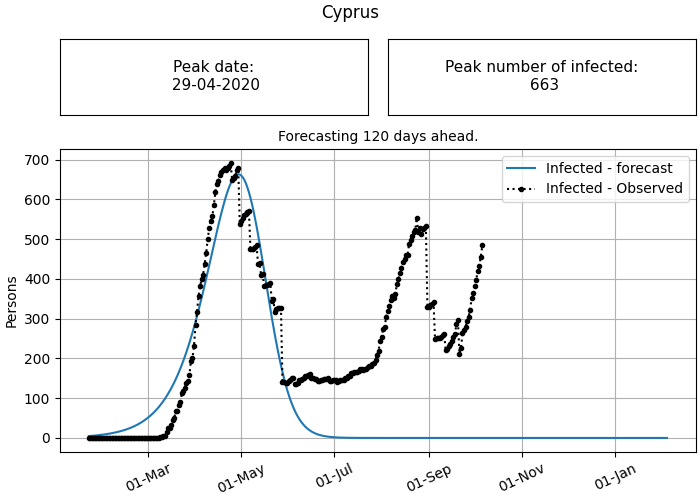 Cyprus
Peak date:
29-04-2020
Peak number of infected:
663
Forecasting 120 days ahead.
Infected - forecast
Infected - Observed
Persons
700
600
500
400
300
200
100
0
01-Mar
01-May
01-Jul
01-Sep
01-Nov
01-Jan